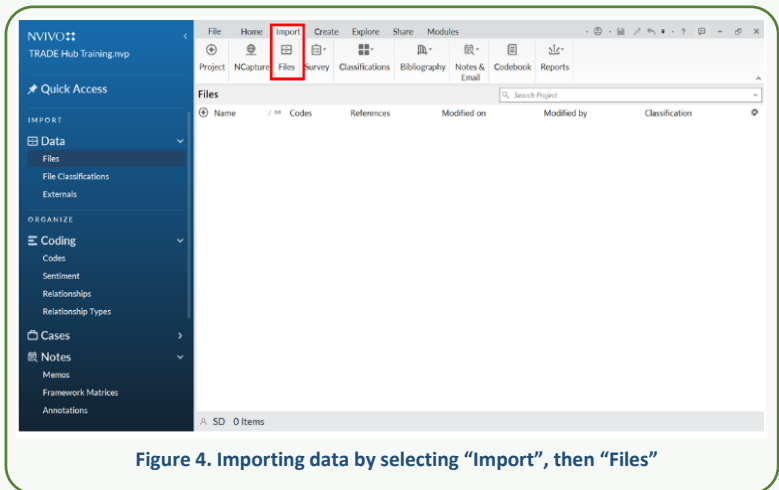 NVIVO
TRADE Hub Training.nvp
Quick Access
IMPORT
Data
Files
File Classifications
Externals
ORGANIZE
Coding
Codes
Sentiment
Relationships
Relationship Types
Cases
Notes
Memos
Framework Matrices
Annotations
File Home Import Create Explore Share Modules
Project NCapture Files Survey Classifications Bibliography Notes & Email Codebook Reports
Files
Search Project
Name Codes References Modified on Modified by Classification
SD 0 Items
Figure 4. Importing data by selecting “Import”, then “Files”